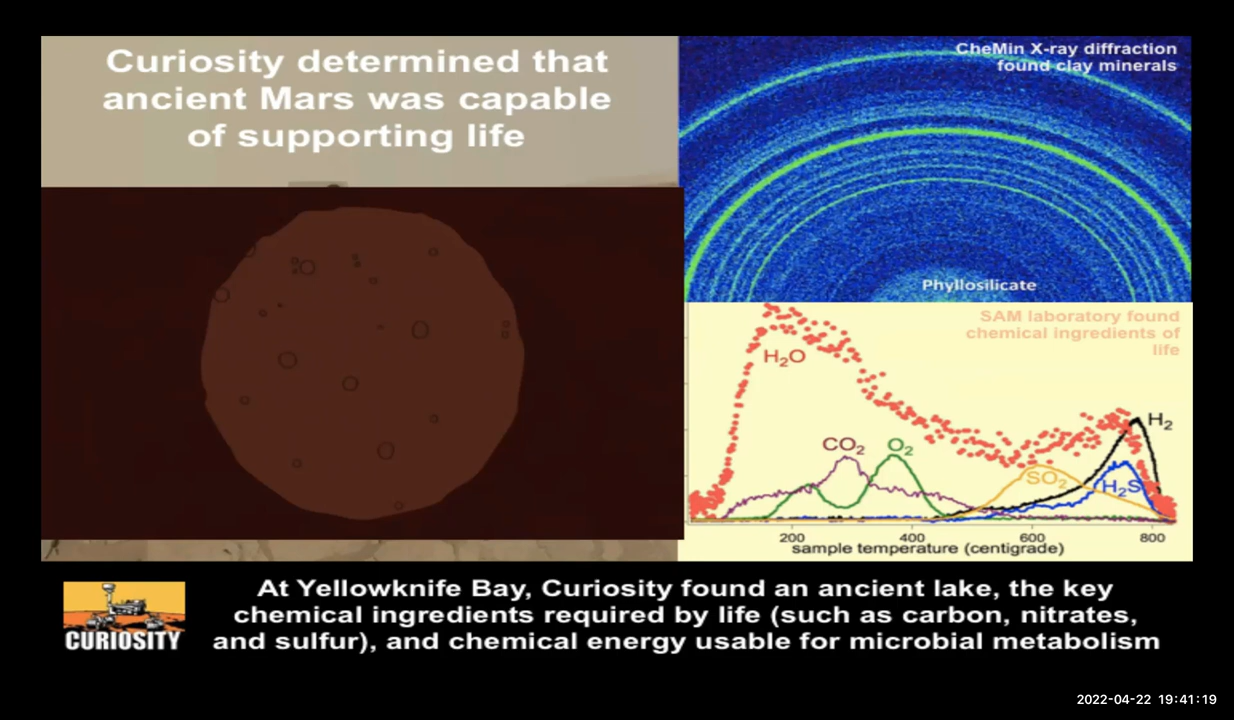 Curiosity determined that
ancient Mars was capable
of supporting life
CheMin X-ray diffraction
found clay minerals
Phyllosilicate
SAM laboratory found
chemical ingredients of
life
H₂O
CO₂
O₂
SO₂
H₂S
H₂
200 400 600 800
sample temperature (centigrade)
CURIOSITY
At Yellowknife Bay, Curiosity found an ancient lake, the key
chemical ingredients required by life (such as carbon, nitrates,
and sulfur), and chemical energy usable for microbial metabolism
2022-04-22 19:41:19